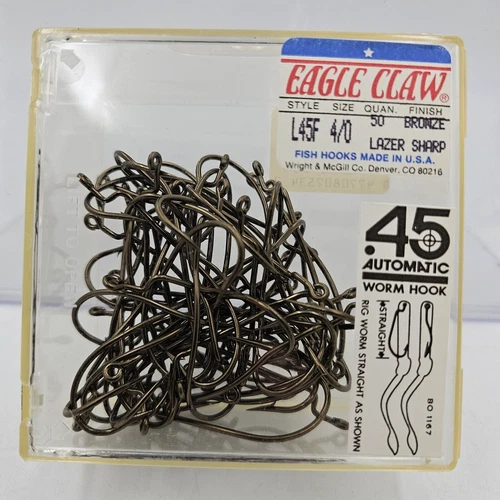 EAGLE CLAW®
STYLE SIZE QUAN. FINISH
L45F 4/0 50 BRONZE
LAZER SHARP
FISH HOOKS MADE IN U.S.A.
Wright & McGill Co. Denver, CO 80216
.45
AUTOMATIC
WORM HOOK
STRAIGHT
RIG WORM STRAIGHT AS SHOWN
BO 1167